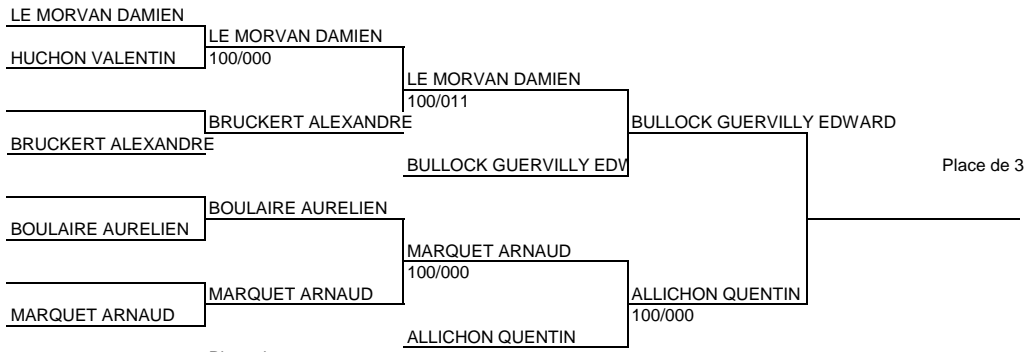 LE MORVAN DAMIEN
LE MORVAN DAMIEN
HUCHON VALENTIN
100/000
LE MORVAN DAMIEN
100/011
BRUCKERT ALEXANDRE
BULLOCK GUERVILLY EDWARD
BRUCKERT ALEXANDRE
BULLOCK GUERVILLY EDW
Place de 3
BOULAIRE AURELIEN
BOULAIRE AURELIEN
MARQUET ARNAUD
100/000
MARQUET ARNAUD
ALLICHON QUENTIN
MARQUET ARNAUD
100/000
ALLICHON QUENTIN